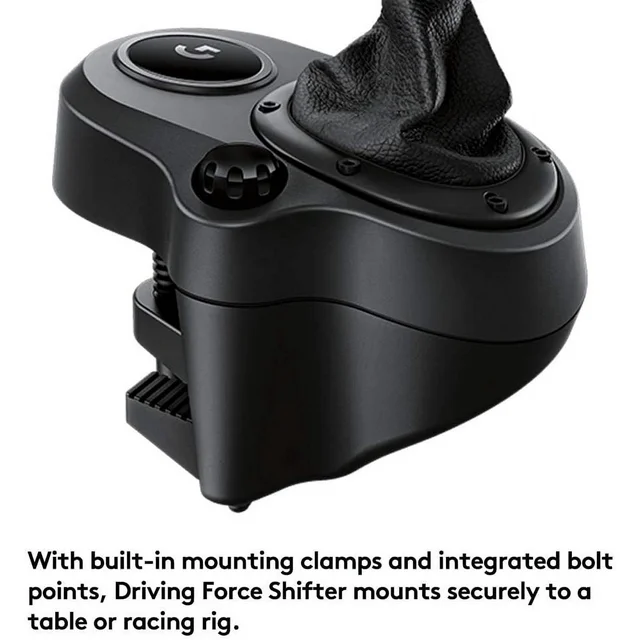 With built-in mounting clamps and integrated bolt
points, Driving Force Shifter mounts securely to a
table or racing rig.